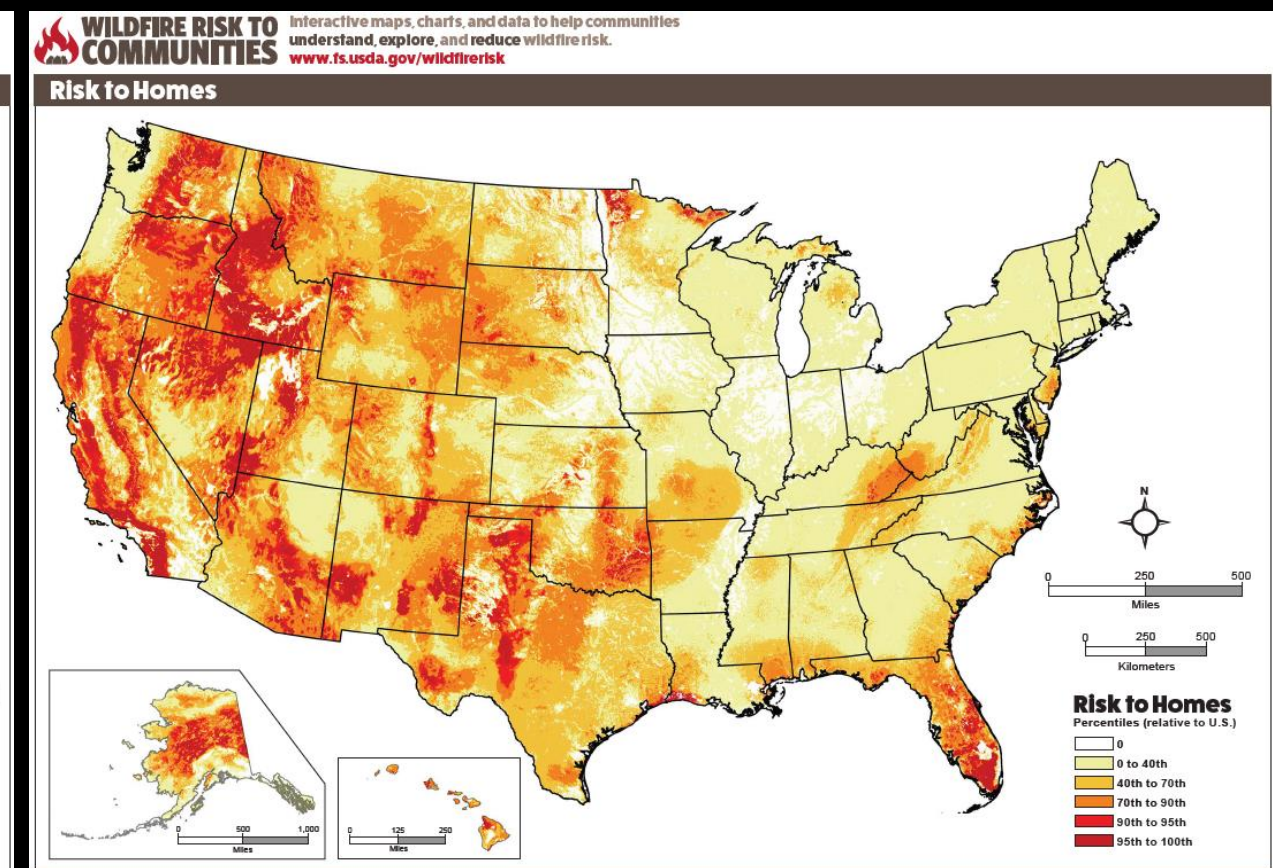 WILDFIRE RISK TO
COMMUNITIES
Interactive maps, charts, and data to help communities
understand, explore, and reduce wildfire risk.
www.fs.usda.gov/wildfirerisk
Risk to Homes
N
0 250 500
Miles
0 250 500
Kilometers
Risk to Homes
Percentiles (relative to U.S.)
0
0 to 40th
40th to 70th
70th to 90th
90th to 95th
95th to 100th
0 500 1,000
Miles
0 125 250
Miles